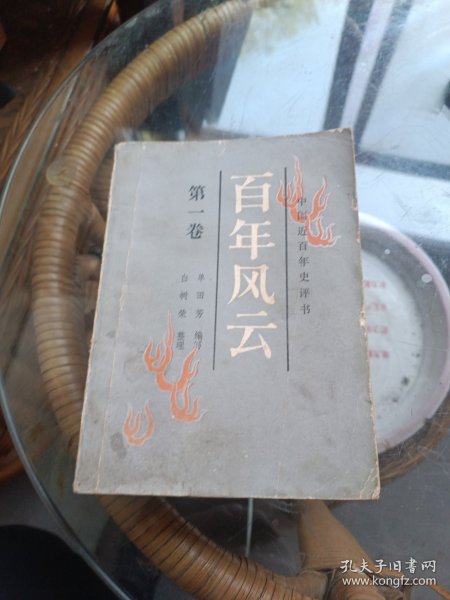 中国近百年史评书
百年风云
第一卷
单田芳 编写
白树荣 整理
孔夫子旧书网
www.kongfz.com